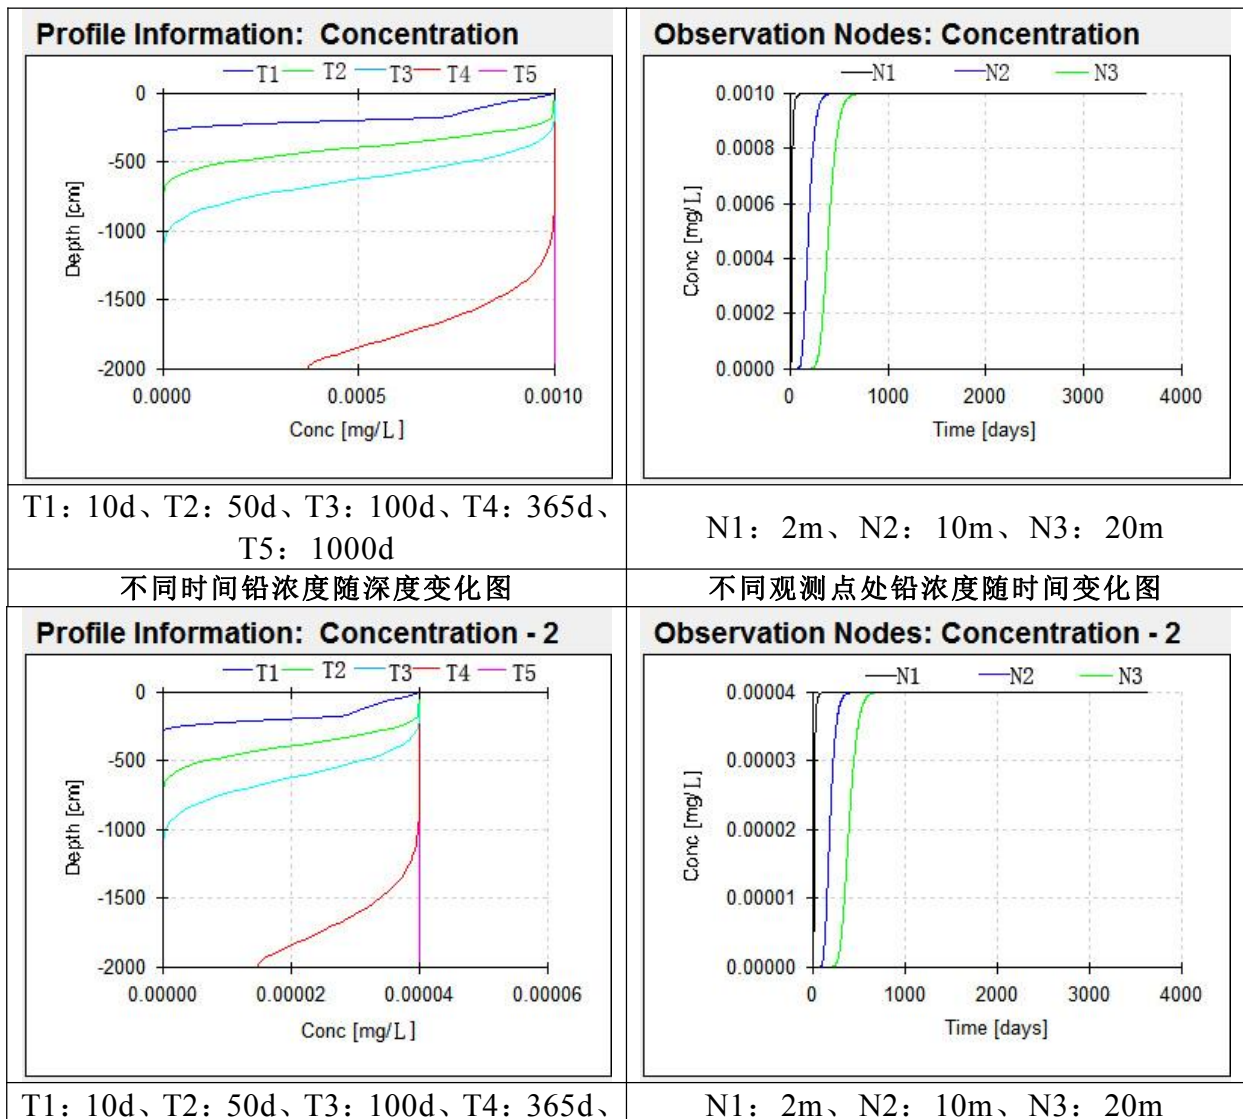 Profile Information: Concentration
T1 T2 T3 T4 T5
0
-500
-1000
-1500
-2000
Depth [cm]
0.0000 0.0005 0.0010
Conc [mg/L]
Observation Nodes: Concentration
N1 N2 N3
0.0010
0.0008
0.0006
0.0004
0.0002
0.0000
Conc [mg/L]
0 1000 2000 3000 4000
Time [days]
T1：10d、T2：50d、T3：100d、T4：365d、
T5：1000d
N1：2m、N2：10m、N3：20m
不同时间铅浓度随深度变化图
不同观测点处铅浓度随时间变化图
Profile Information: Concentration - 2
T1 T2 T3 T4 T5
0
-500
-1000
-1500
-2000
Depth [cm]
0.00000 0.00002 0.00004 0.00006
Conc [mg/L]
Observation Nodes: Concentration - 2
N1 N2 N3
0.00004
0.00003
0.00002
0.00001
0.00000
Conc [mg/L]
0 1000 2000 3000 4000
Time [days]
T1：10d、T2：50d、T3：100d、T4：365d、
N1：2m、N2：10m、N3：20m